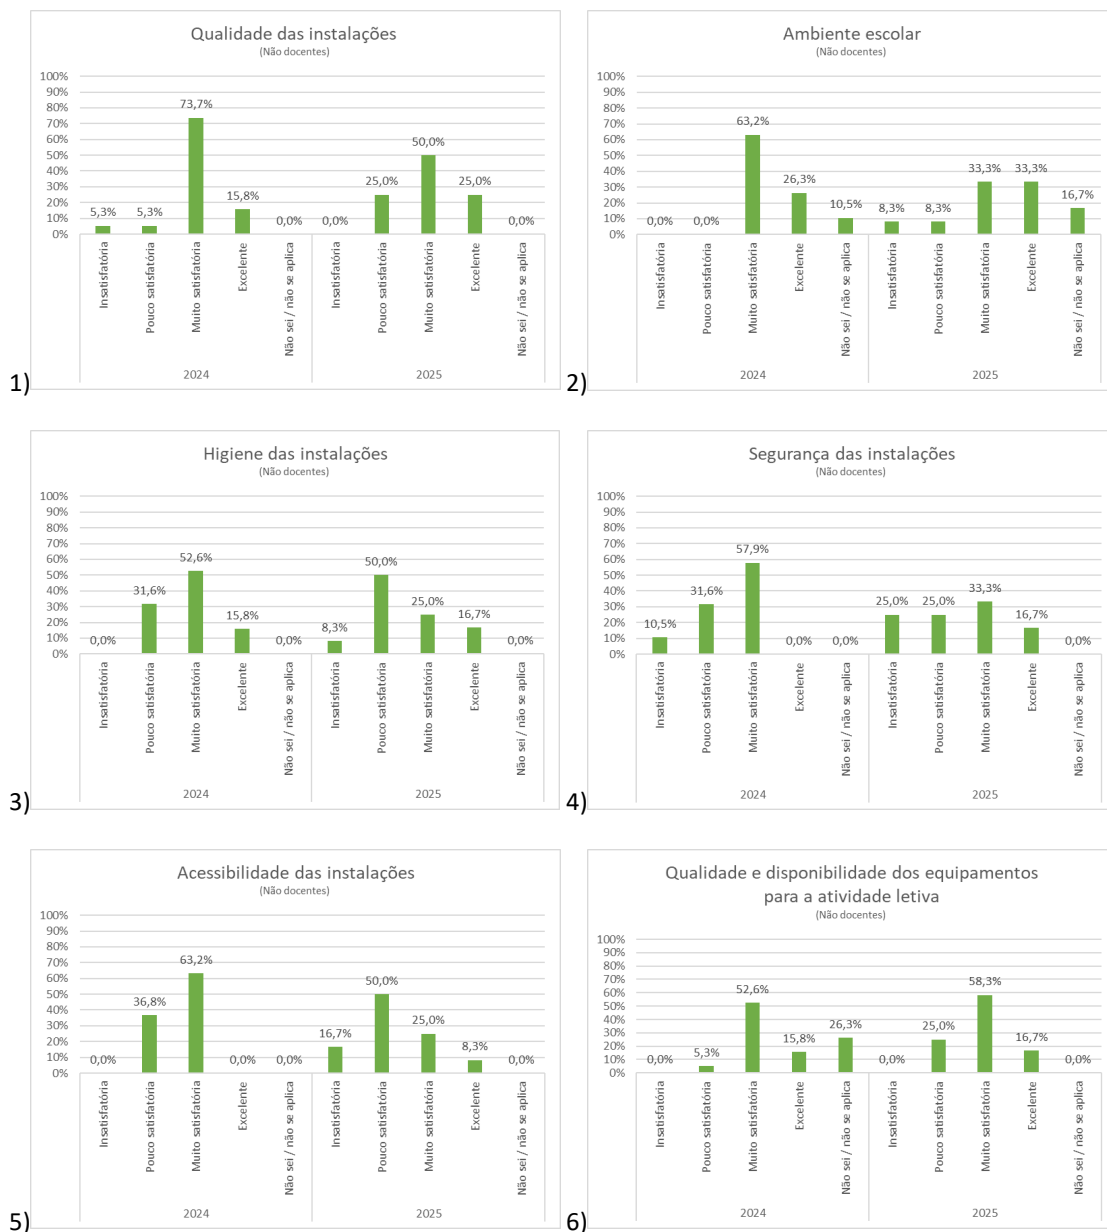 Qualidade das instalações
(Não docentes)
100%
90%
80%
70%
60%
50%
40%
30%
20%
10%
0%
5,3% 5,3% 73,7% 15,8% 0,0% 0,0% 25,0% 50,0% 25,0% 0,0%
Insatisfatória
Pouco satisfatória
Muito satisfatória
Excelente
Não sei / não se aplica
Insatisfatória
Pouco satisfatória
Muito satisfatória
Excelente
Não sei / não se aplica
2024 2025
1)
Ambiente escolar
(Não docentes)
100%
90%
80%
70%
60%
50%
40%
30%
20%
10%
0%
0,0% 0,0% 63,2% 26,3% 10,5% 8,3% 8,3% 33,3% 33,3% 16,7%
Insatisfatória
Pouco satisfatória
Muito satisfatória
Excelente
Não sei / não se aplica
Insatisfatória
Pouco satisfatória
Muito satisfatória
Excelente
Não sei / não se aplica
2024 2025
2)
Higiene das instalações
(Não docentes)
100%
90%
80%
70%
60%
50%
40%
30%
20%
10%
0%
0,0% 31,6% 52,6% 15,8% 0,0% 8,3% 50,0% 25,0% 16,7% 0,0%
Insatisfatória
Pouco satisfatória
Muito satisfatória
Excelente
Não sei / não se aplica
Insatisfatória
Pouco satisfatória
Muito satisfatória
Excelente
Não sei / não se aplica
2024 2025
3)
Segurança das instalações
(Não docentes)
100%
90%
80%
70%
60%
50%
40%
30%
20%
10%
0%
10,5% 31,6% 57,9% 0,0% 0,0% 25,0% 25,0% 33,3% 16,7% 0,0%
Insatisfatória
Pouco satisfatória
Muito satisfatória
Excelente
Não sei / não se aplica
Insatisfatória
Pouco satisfatória
Muito satisfatória
Excelente
Não sei / não se aplica
2024 2025
4)
Acessibilidade das instalações
(Não docentes)
100%
90%
80%
70%
60%
50%
40%
30%
20%
10%
0%
0,0% 36,8% 63,2% 0,0% 0,0% 16,7% 50,0% 25,0% 8,3% 0,0%
Insatisfatória
Pouco satisfatória
Muito satisfatória
Excelente
Não sei / não se aplica
Insatisfatória
Pouco satisfatória
Muito satisfatória
Excelente
Não sei / não se aplica
2024 2025
5)
Qualidade e disponibilidade dos equipamentos
para a atividade letiva
(Não docentes)
100%
90%
80%
70%
60%
50%
40%
30%
20%
10%
0%
0,0% 5,3% 52,6% 15,8% 26,3% 0,0% 25,0% 58,3% 16,7% 0,0%
Insatisfatória
Pouco satisfatória
Muito satisfatória
Excelente
Não sei / não se aplica
Insatisfatória
Pouco satisfatória
Muito satisfatória
Excelente
Não sei / não se aplica
2024 2025
6)